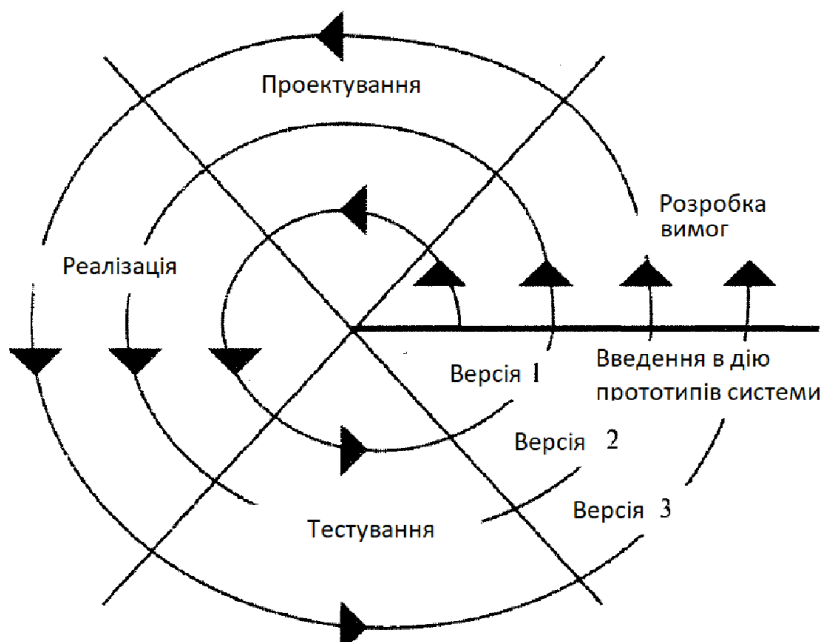 Проектування
Розробка
вимог
Реалізація
Версія 1
Введення в дію
прототипів системи
Версія 2
Версія 3
Тестування